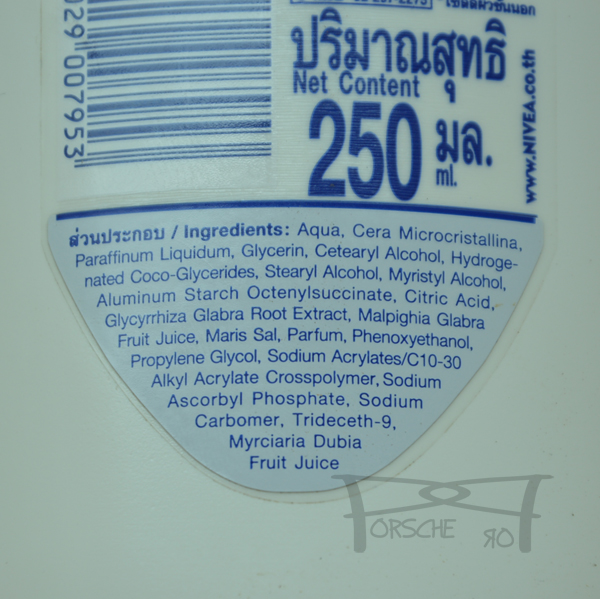 ปริมาณสุทธิ
Net Content
250 มล.
ml.
www.NIVEA.co.th
029 007953
ส่วนประกอบ / Ingredients: Aqua, Cera Microcristallina,
Paraffinum Liquidum, Glycerin, Cetearyl Alcohol, Hydroge-
nated Coco-Glycerides, Stearyl Alcohol, Myristyl Alcohol,
Aluminum Starch Octenylsuccinate, Citric Acid,
Glycyrrhiza Glabra Root Extract, Malpighia Glabra
Fruit Juice, Maris Sal, Parfum, Phenoxyethanol,
Propylene Glycol, Sodium Acrylates/C10-30
Alkyl Acrylate Crosspolymer, Sodium
Ascorbyl Phosphate, Sodium
Carbomer, Trideceth-9,
Myrciaria Dubia
Fruit Juice